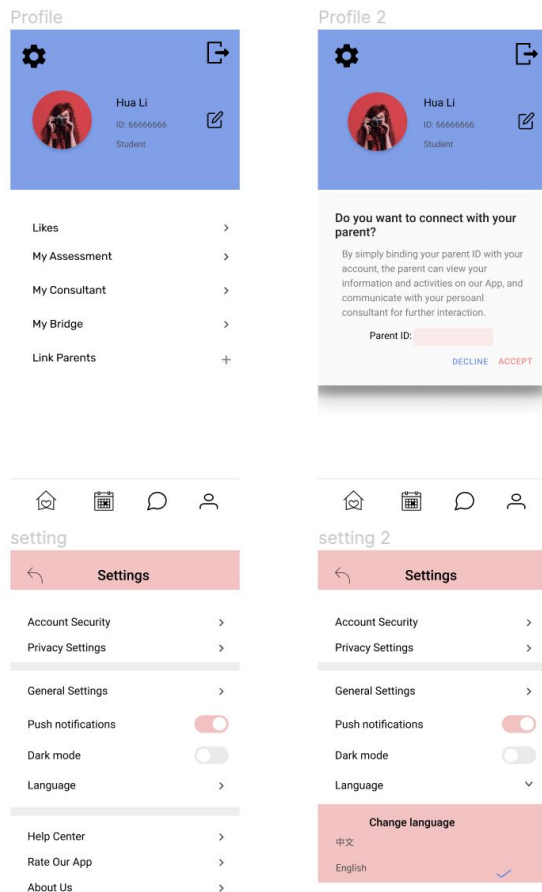 Profile
Hua Li
ID: 66666666
Student
Likes
My Assessment
My Consultant
My Bridge
Link Parents
Profile 2
Hua Li
ID: 66666666
Student
Do you want to connect with your
parent?
By simply binding your parent ID with your
account, the parent can view your
information and activities on our App, and
communicate with your persoanl
consultant for further interaction.
Parent ID:
DECLINE ACCEPT
setting
Settings
Account Security
Privacy Settings
General Settings
Push notifications
Dark mode
Language
Help Center
Rate Our App
About Us
setting 2
Settings
Account Security
Privacy Settings
General Settings
Push notifications
Dark mode
Language
Change language
中文
English